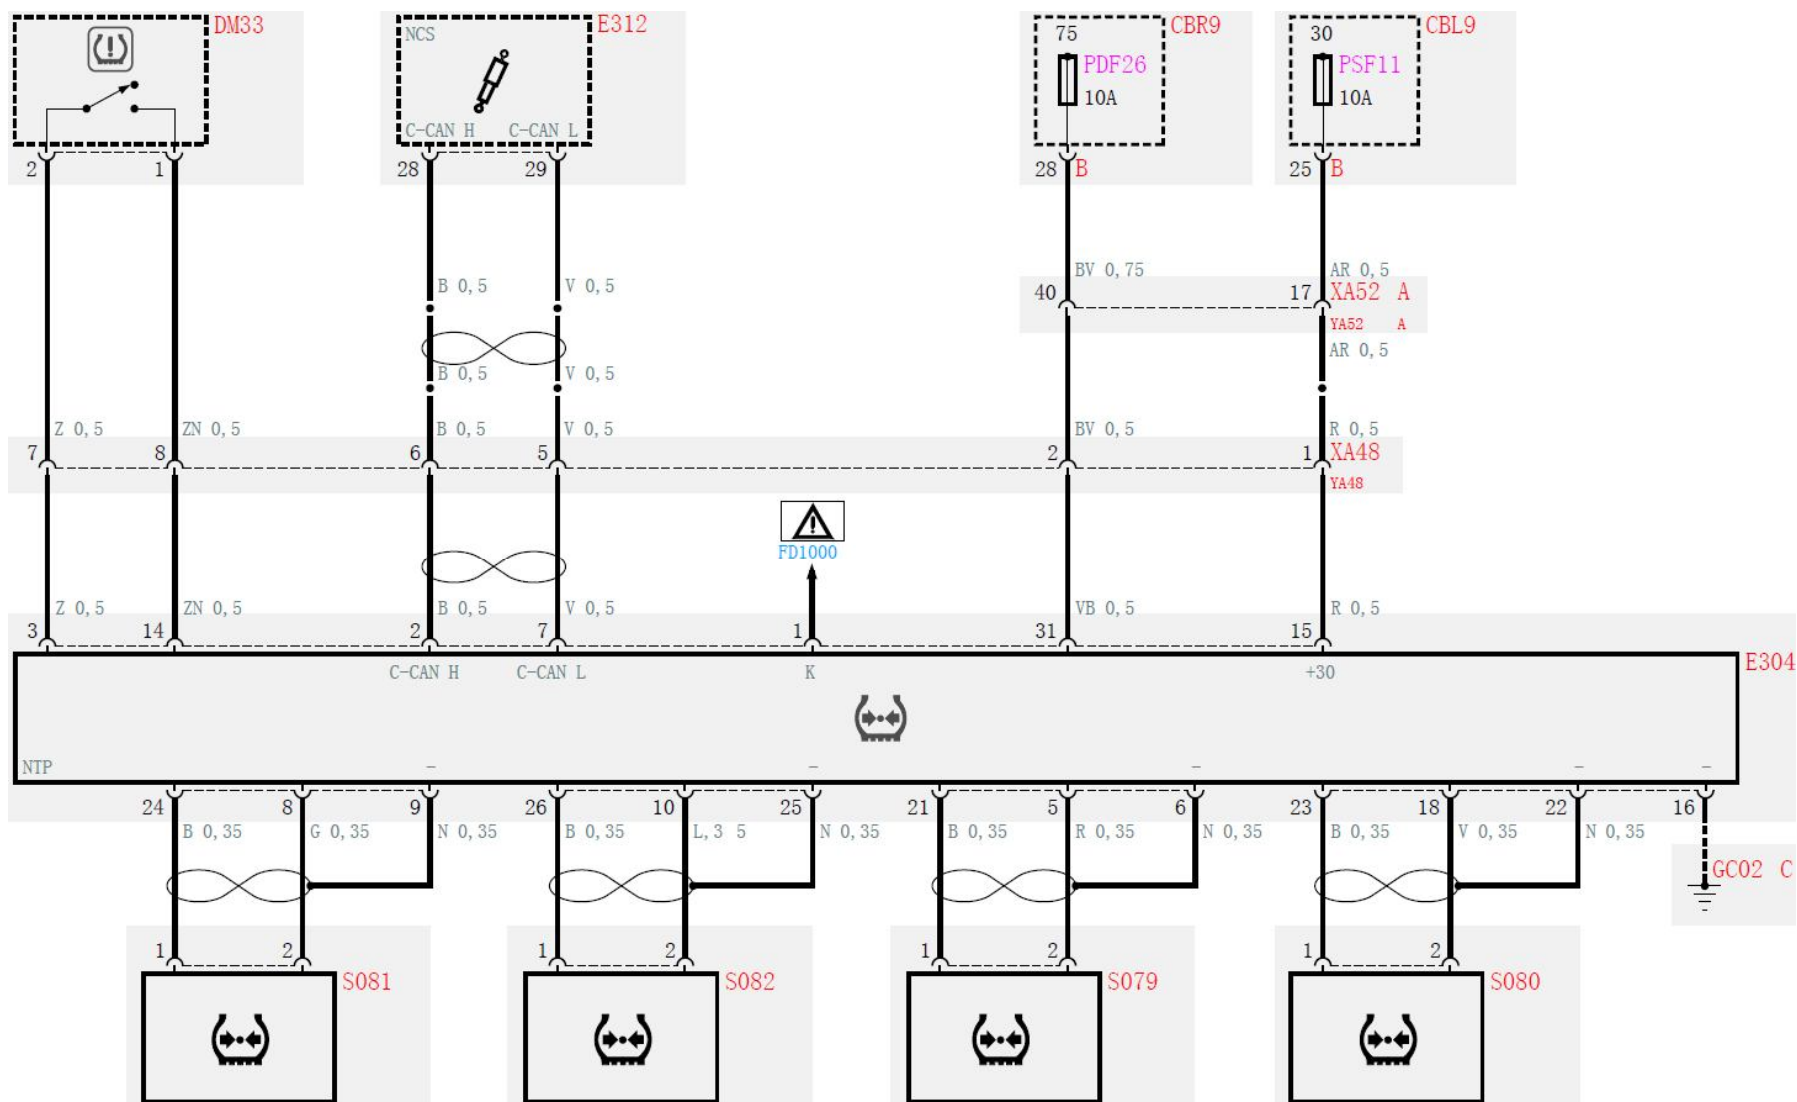 DM33
NCS
E312
75
CBR9
30
CBL9
PDF26
PSF11
10A
10A
C-CAN H
C-CAN L
2
1
28
29
28
B
25
B
BV 0,75
AR 0,5
B 0,5
V 0,5
40
17
XA52 A
YA52 A
AR 0,5
B 0,5
V 0,5
Z 0,5
ZN 0,5
B 0,5
V 0,5
BV 0,5
R 0,5
7
8
6
5
2
1
XA48
YA48
FD1000
Z 0,5
ZN 0,5
B 0,5
V 0,5
VB 0,5
R 0,5
3
14
2
7
1
31
15
C-CAN H
C-CAN L
K
+30
E304
NTP
-
-
-
-
-
24
8
9
26
10
25
21
5
6
23
18
22
16
B 0,35
G 0,35
N 0,35
B 0,35
L,3 5
N 0,35
B 0,35
R 0,35
N 0,35
B 0,35
V 0,35
N 0,35
GC02 C
1
2
1
2
1
2
1
2
S081
S082
S079
S080